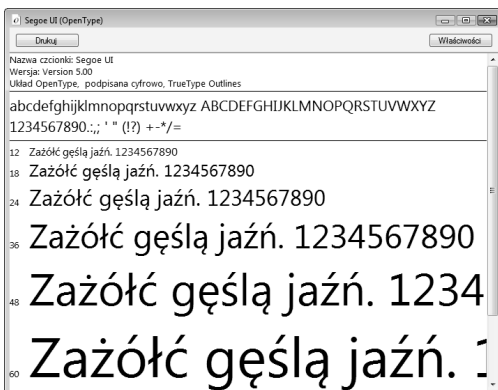 Segoe UI (OpenType)
Drukuj Właściwości
Nazwa czcionki: Segoe UI
Wersja: Version 5.00
Układ OpenType, podpisana cyfrowo, TrueType Outlines
abcdefghijklmnopqrstuvwxyz ABCDEFGHIJKLMNOPQRSTUVWXYZ
1234567890.:,; ' " (!?) +-*/=
12 Zażółć gęślą jaźń. 1234567890
18 Zażółć gęślą jaźń. 1234567890
24 Zażółć gęślą jaźń. 1234567890
36 Zażółć gęślą jaźń. 1234567890
48 Zażółć gęślą jaźń. 1234
60 Zażółć gęślą jaźń. 1